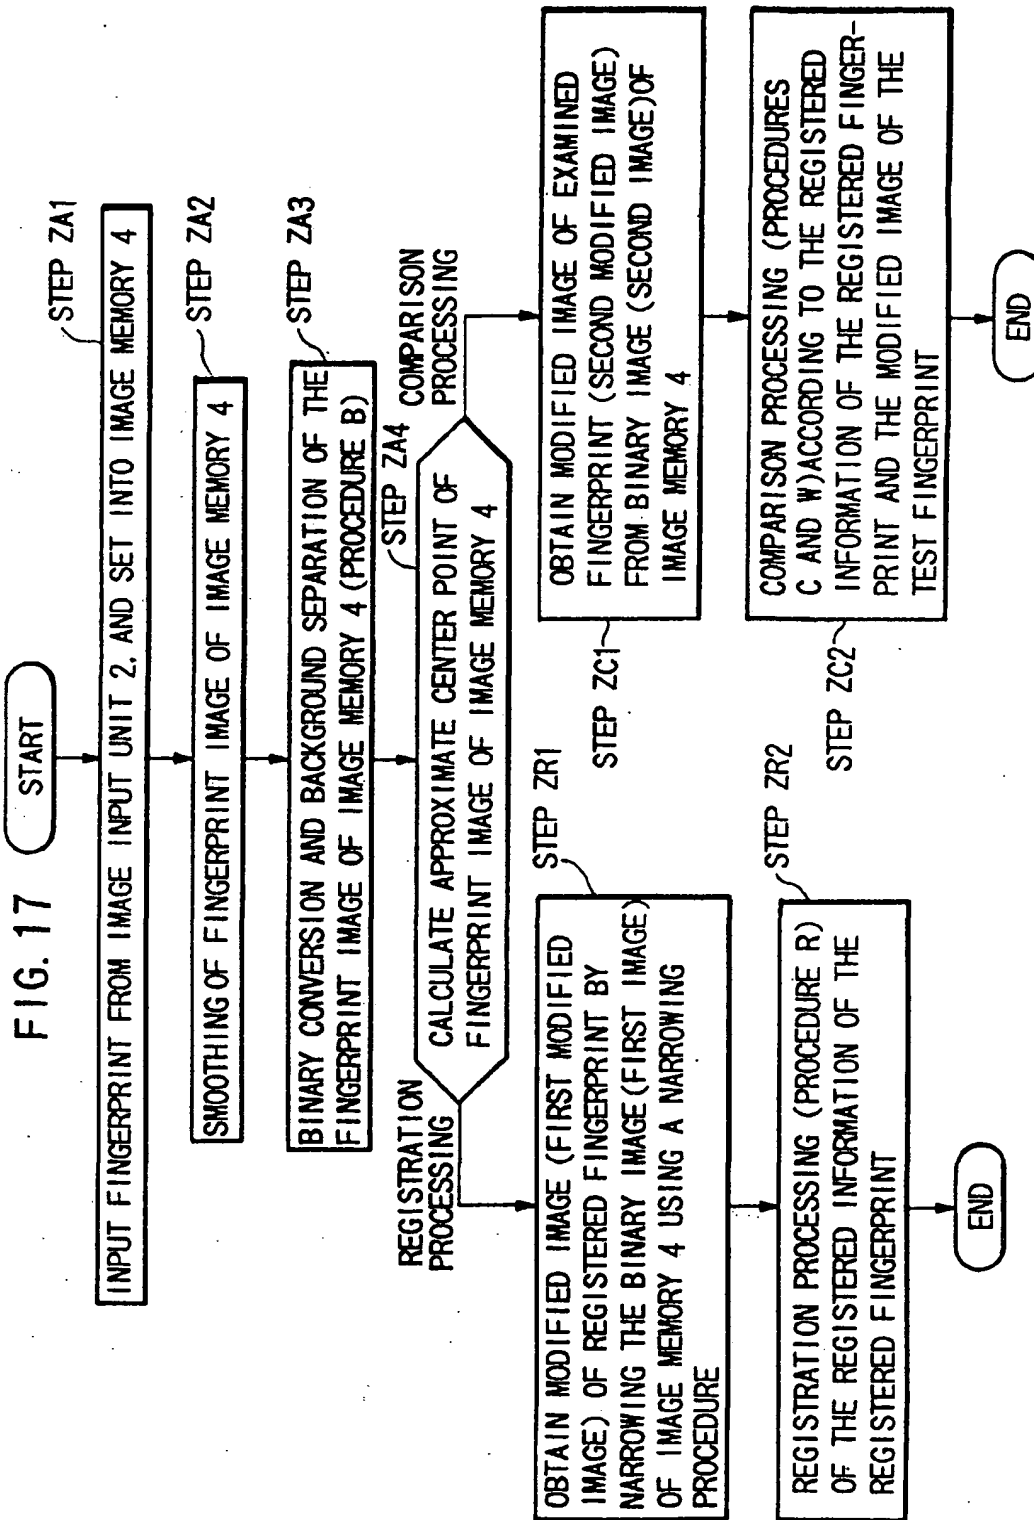 FIG. 17
START
STEP ZA1
INPUT FINGERPRINT FROM IMAGE INPUT UNIT 2, AND SET INTO IMAGE MEMORY 4
STEP ZA2
SMOOTHING OF FINGERPRINT IMAGE OF IMAGE MEMORY 4
STEP ZA3
BINARY CONVERSION AND BACKGROUND SEPARATION OF THE
FINGERPRINT IMAGE OF IMAGE MEMORY 4 (PROCEDURE B)
STEP ZA4
CALCULATE APPROXIMATE CENTER POINT OF
FINGERPRINT IMAGE OF IMAGE MEMORY 4
REGISTRATION
PROCESSING
COMPARISON
PROCESSING
STEP ZR1
OBTAIN MODIFIED IMAGE (FIRST MODIFIED
IMAGE) OF REGISTERED FINGERPRINT BY
NARROWING THE BINARY IMAGE(FIRST IMAGE)
OF IMAGE MEMORY 4 USING A NARROWING
PROCEDURE
STEP ZR2
REGISTRATION PROCESSING (PROCEDURE R)
OF THE REGISTERED INFORMATION OF THE
REGISTERED FINGERPRINT
END
OBTAIN MODIFIED IMAGE OF EXAMINED
FINGERPRINT (SECOND MODIFIED IMAGE)
FROM BINARY IMAGE (SECOND IMAGE)OF
IMAGE MEMORY 4
STEP ZC1
COMPARISON PROCESSING (PROCEDURES
C AND W)ACCORDING TO THE REGISTERED
INFORMATION OF THE REGISTERED FINGER-
PRINT AND THE MODIFIED IMAGE OF THE
TEST FINGERPRINT
STEP ZC2
END